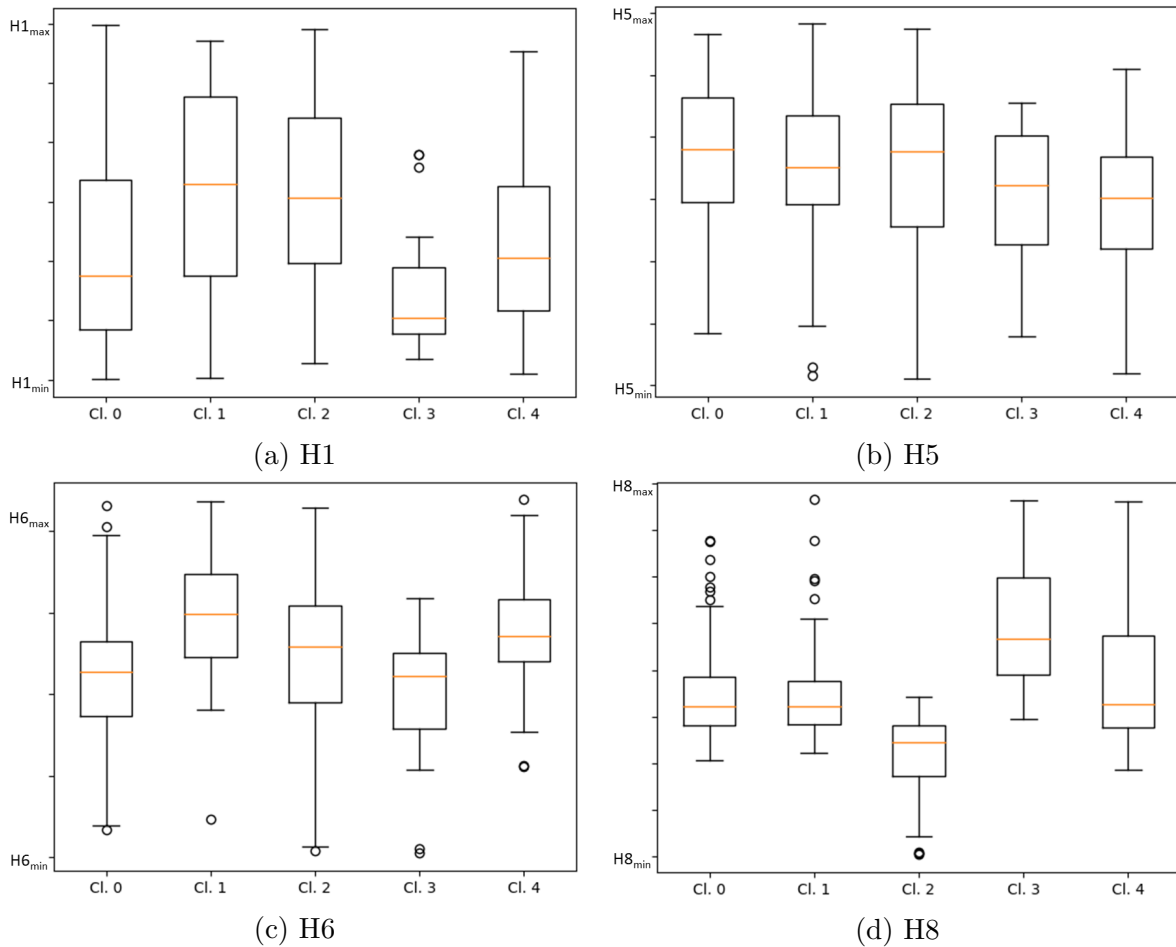 H1max
H1min
Cl. 0 Cl. 1 Cl. 2 Cl. 3 Cl. 4
(a) H1
H5max
H5min
Cl. 0 Cl. 1 Cl. 2 Cl. 3 Cl. 4
(b) H5
H6max
H6min
Cl. 0 Cl. 1 Cl. 2 Cl. 3 Cl. 4
(c) H6
H8max
H8min
Cl. 0 Cl. 1 Cl. 2 Cl. 3 Cl. 4
(d) H8